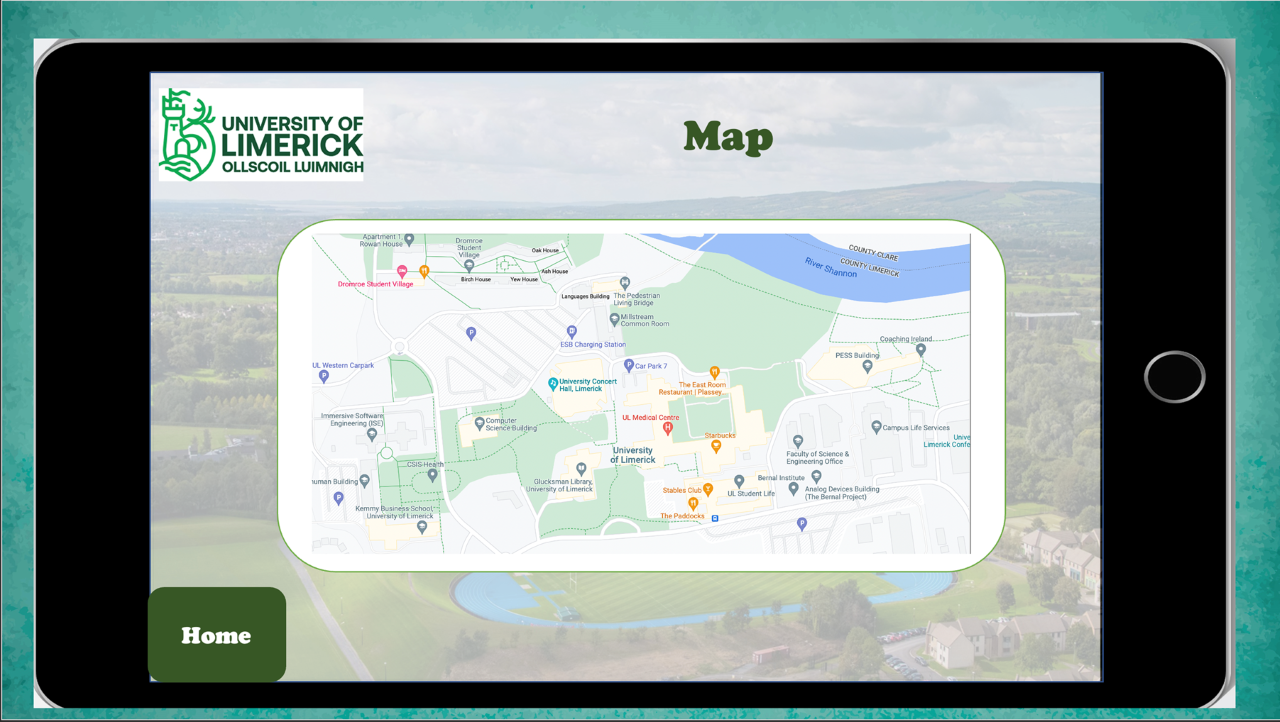 UNIVERSITY OF
LIMERICK
OLLSCOIL LUIMNIGH
Map
Apartment 1,
Rowan House
Dromroe
Student
Village
Oak House
Ash House
Birch House
Yew House
Dromroe Student Village
Languages Building
The Pedestrian
Living Bridge
Millstream
Common Room
COUNTY CLARE
COUNTY LIMERICK
River Shannon
P
ESB Charging Station
Coaching Ireland
PESS Building
UL Western Carpark
P
P
Car Park 7
University Concert
Hall, Limerick
The East Room
Restaurant | Plassey...
Immersive Software
Engineering (ISE)
Computer
Science Building
UL Medical Centre
H
Starbucks
Campus Life Services
Unive
Limerick Confe
University
of Limerick
Faculty of Science &
Engineering Office
CSIS Health
Glucksman Library,
University of Limerick
uman Building
P
Stables Club
UL Student Life
Bernal Institute
Analog Devices Building
(The Bernal Project)
Kemmy Business School,
University of Limerick
The Paddocks
P
Home